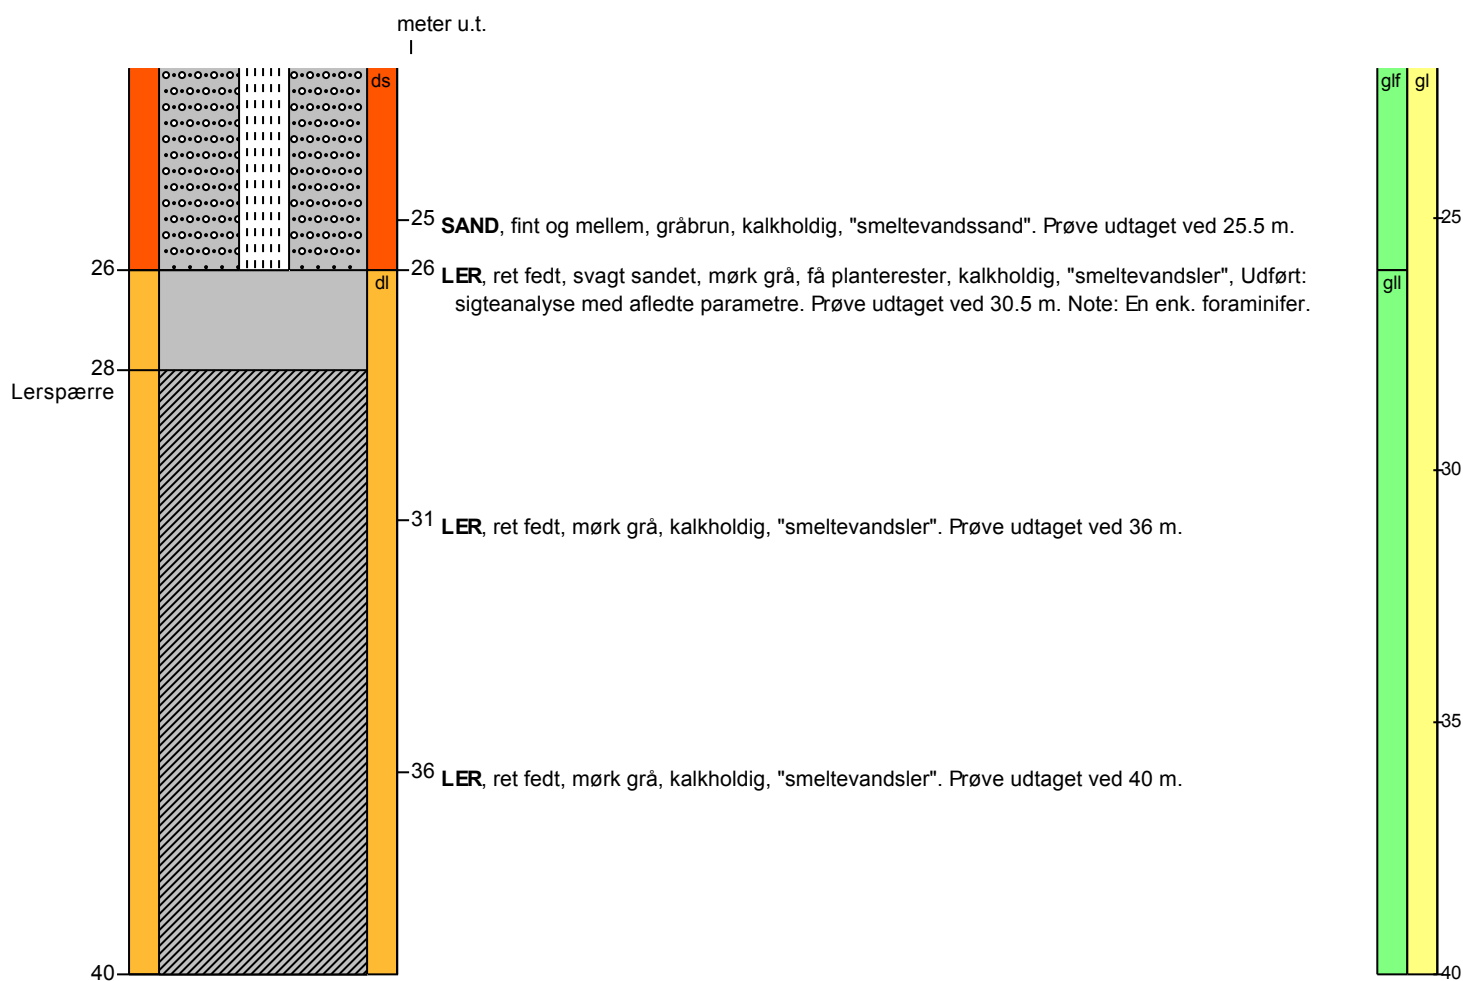 meter u.t.
ds
glf gl
25 SAND, fint og mellem, gråbrun, kalkholdig, "smeltevandssand". Prøve udtaget ved 25.5 m.
25
26
26 LER, ret fedt, svagt sandet, mørk grå, få planterester, kalkholdig, "smeltevandsler", Udført:
dl
gll
sigteanalyse med afledte parametre. Prøve udtaget ved 30.5 m. Note: En enk. foraminifer.
28
Lerspærre
30
31 LER, ret fedt, mørk grå, kalkholdig, "smeltevandsler". Prøve udtaget ved 36 m.
35
36 LER, ret fedt, mørk grå, kalkholdig, "smeltevandsler". Prøve udtaget ved 40 m.
40
40